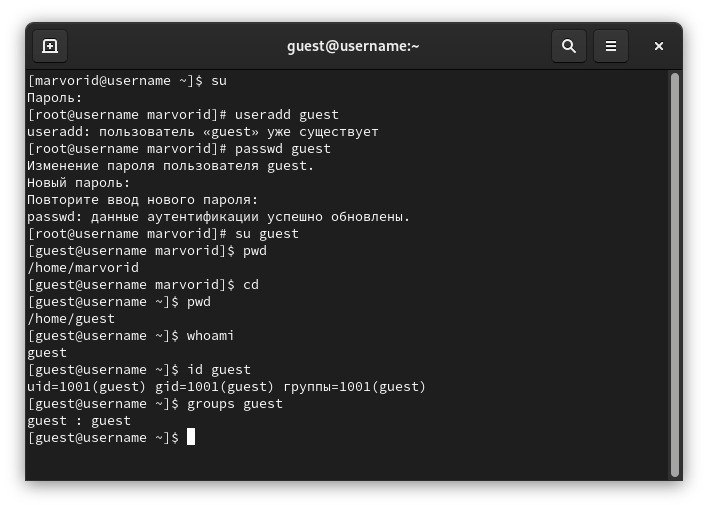 guest@username:~
[marvorid@username ~]$ su
Пароль:
[root@username marvorid]# useradd guest
useradd: пользователь «guest» уже существует
[root@username marvorid]# passwd guest
Изменение пароля пользователя guest.
Новый пароль:
Повторите ввод нового пароля:
passwd: данные аутентификации успешно обновлены.
[root@username marvorid]# su guest
[guest@username marvorid]$ pwd
/home/marvorid
[guest@username marvorid]$ cd
[guest@username ~]$ pwd
/home/guest
[guest@username ~]$ whoami
guest
[guest@username ~]$ id guest
uid=1001(guest) gid=1001(guest) группы=1001(guest)
[guest@username ~]$ groups guest
guest : guest
[guest@username ~]$